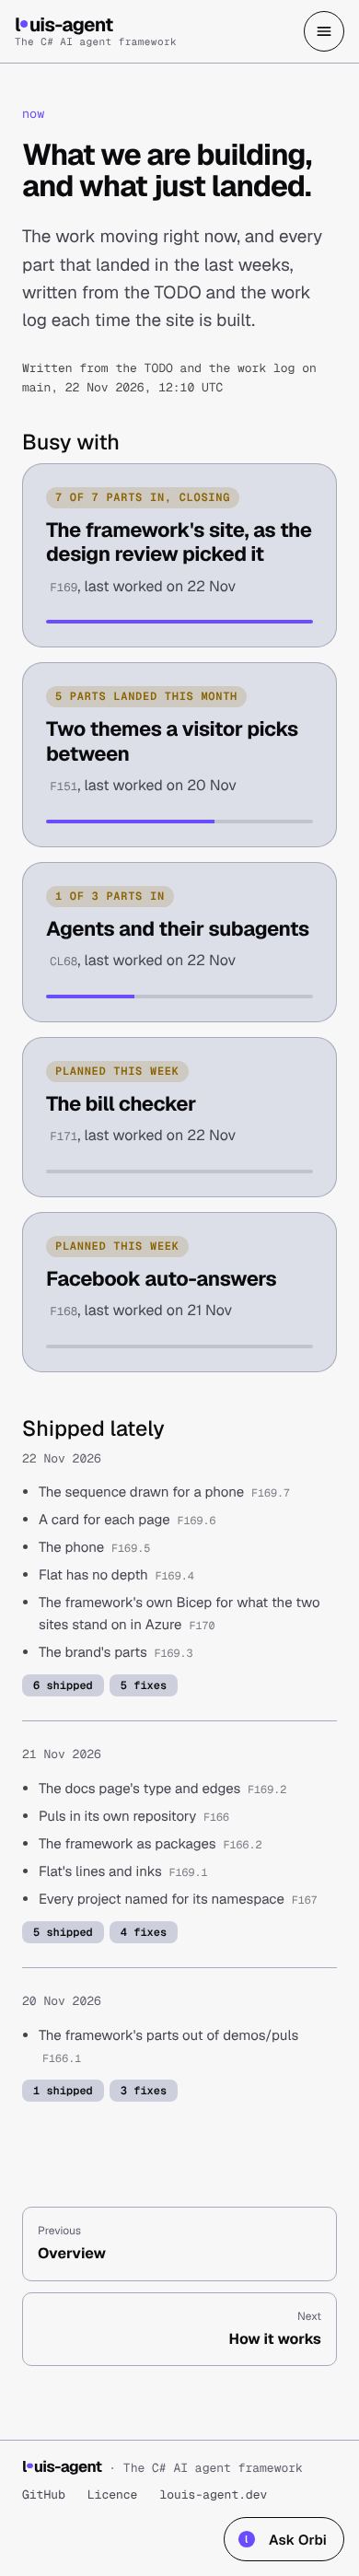 louis-agent
The C# AI agent framework
now
What we are building,
and what just landed.
The work moving right now, and every
part that landed in the last weeks,
written from the TODO and the work
log each time the site is built.
Written from the TODO and the work log on
main, 22 Nov 2026, 12:10 UTC
Busy with
7 OF 7 PARTS IN, CLOSING
The framework's site, as the
design review picked it
F169, last worked on 22 Nov
5 PARTS LANDED THIS MONTH
Two themes a visitor picks
between
F151, last worked on 20 Nov
1 OF 3 PARTS IN
Agents and their subagents
CL68, last worked on 22 Nov
PLANNED THIS WEEK
The bill checker
F171, last worked on 22 Nov
PLANNED THIS WEEK
Facebook auto-answers
F168, last worked on 21 Nov
Shipped lately
22 Nov 2026
• The sequence drawn for a phone F169.7
• A card for each page F169.6
• The phone F169.5
• Flat has no depth F169.4
• The framework's own Bicep for what the two
sites stand on in Azure F170
• The brand's parts F169.3
6 shipped 5 fixes
21 Nov 2026
• The docs page's type and edges F169.2
• Puls in its own repository F166
• The framework as packages F166.2
• Flat's lines and inks F169.1
• Every project named for its namespace F167
5 shipped 4 fixes
20 Nov 2026
• The framework's parts out of demos/puls
F166.1
1 shipped 3 fixes
Previous
Overview
Next
How it works
louis-agent · The C# AI agent framework
GitHub Licence louis-agent.dev
l Ask Orbi